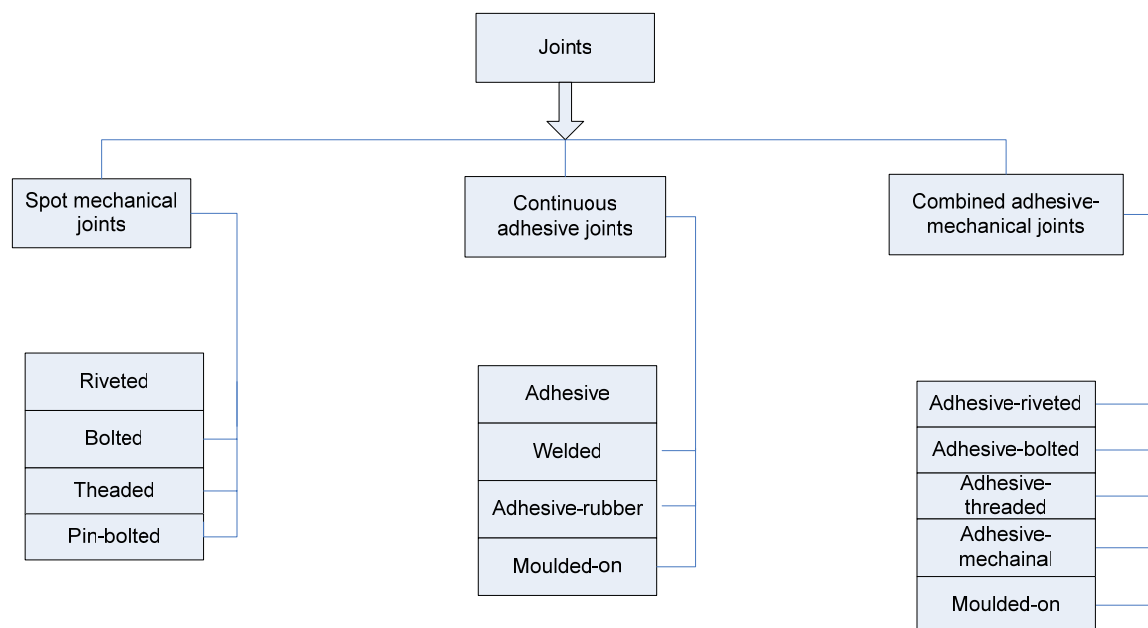 Joints
Spot mechanical
joints
Continuous
adhesive joints
Combined adhesive-
mechanical joints
Riveted
Bolted
Theaded
Pin-bolted
Adhesive
Welded
Adhesive-rubber
Moulded-on
Adhesive-riveted
Adhesive-bolted
Adhesive-
threaded
Adhesive-
mechainal
Moulded-on